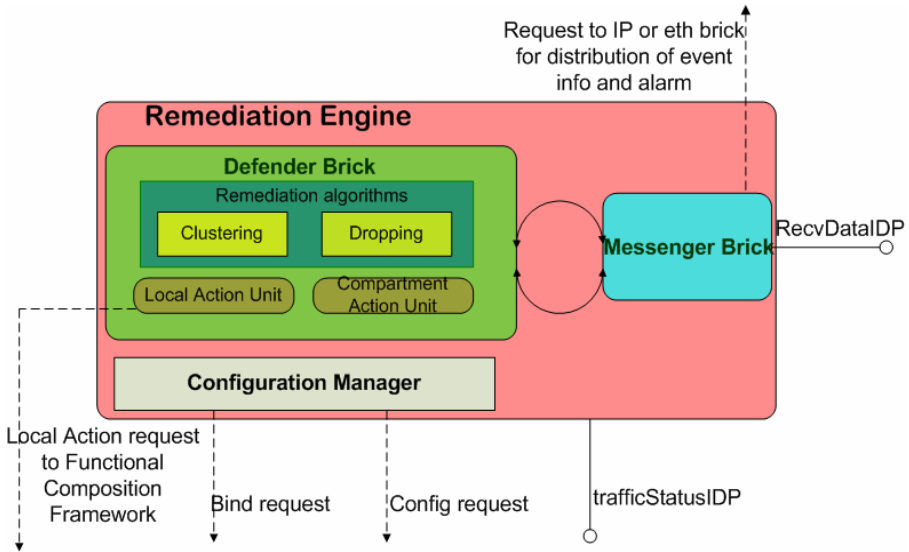 Request to IP or eth brick
for distribution of event
info and alarm
Remediation Engine
Defender Brick
Remediation algorithms
Clustering
Dropping
Local Action Unit
Compartment
Action Unit
Messenger Brick
RecvDataIDP
Configuration Manager
Local Action request
to Functional
Composition
Framework
Bind request
Config request
trafficStatusIDP